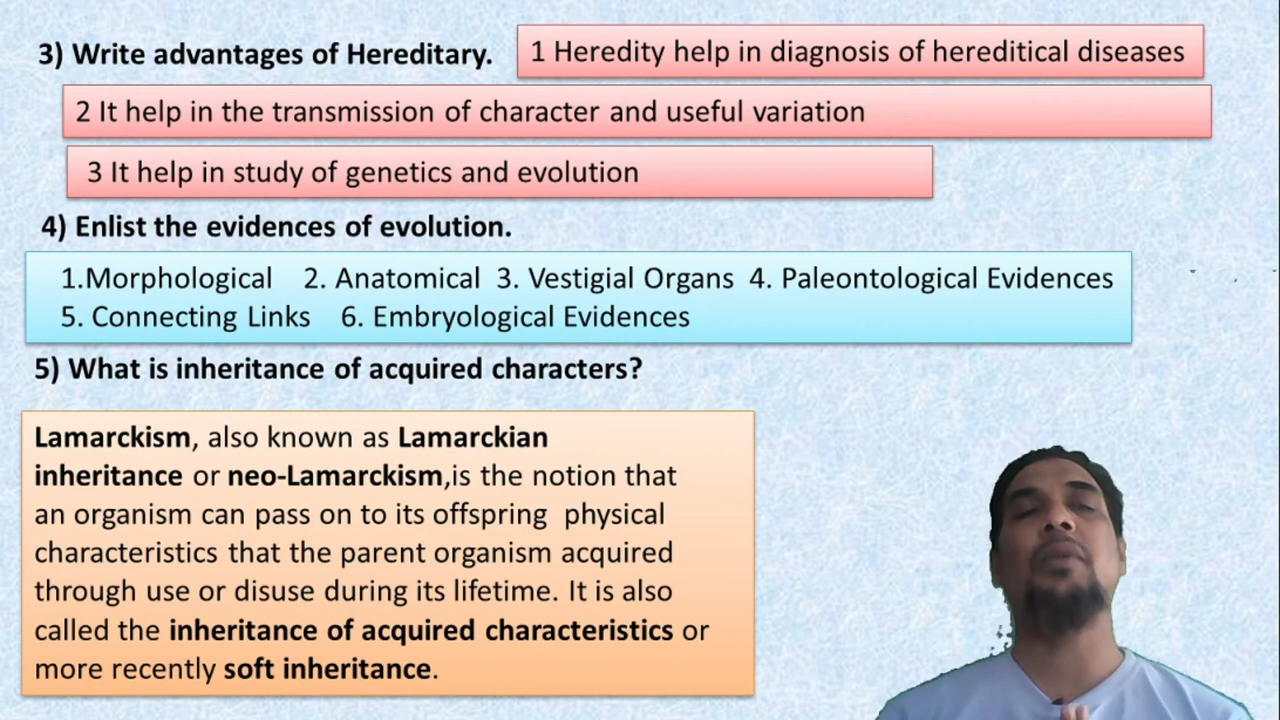 3) Write advantages of Hereditary.
1 Heredity help in diagnosis of hereditical diseases
2 It help in the transmission of character and useful variation
3 It help in study of genetics and evolution
4) Enlist the evidences of evolution.
1.Morphological 2. Anatomical 3. Vestigial Organs 4. Paleontological Evidences
5. Connecting Links 6. Embryological Evidences
5) What is inheritance of acquired characters?
Lamarckism, also known as Lamarckian
inheritance or neo-Lamarckism,is the notion that
an organism can pass on to its offspring physical
characteristics that the parent organism acquired
through use or disuse during its lifetime. It is also
called the inheritance of acquired characteristics or
more recently soft inheritance.